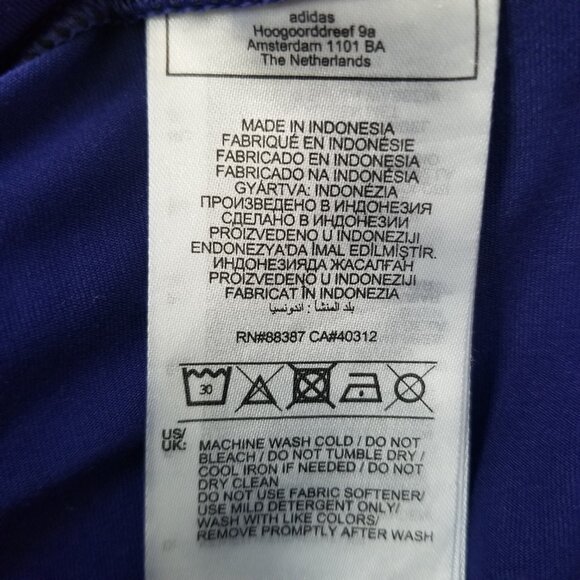 adidas
Hoogoorddreef 9a
Amsterdam 1101 BA
The Netherlands
MADE IN INDONESIA
FABRIQUÉ EN INDONÉSIE
FABRICADO EN INDONESIA
FABRICADO NA INDONÉSIA
GYÁRTVA: INDONÉZIA
ПРОИЗВЕДЕНО В ИНДОНЕЗИЯ
СДЕЛАНО В ИНДОНЕЗИИ
PROIZVEDENO U INDONEZIJI
ENDONEZYA'DA İMAL EDİLMİŞTİR.
ИНДОНЕЗИЯДА ЖАСАЛҒАН
PROIZVEDENO U INDONEZIJI
FABRICAT ÎN INDONEZIA
بلد المنشأ : اندونسيا
RN#88387 CA#40312
30
US/
UK:
MACHINE WASH COLD / DO NOT
BLEACH / DO NOT TUMBLE DRY /
COOL IRON IF NEEDED / DO NOT
DRY CLEAN
DO NOT USE FABRIC SOFTENER/
USE MILD DETERGENT ONLY/
WASH WITH LIKE COLORS/
REMOVE PROMPTLY AFTER WASH